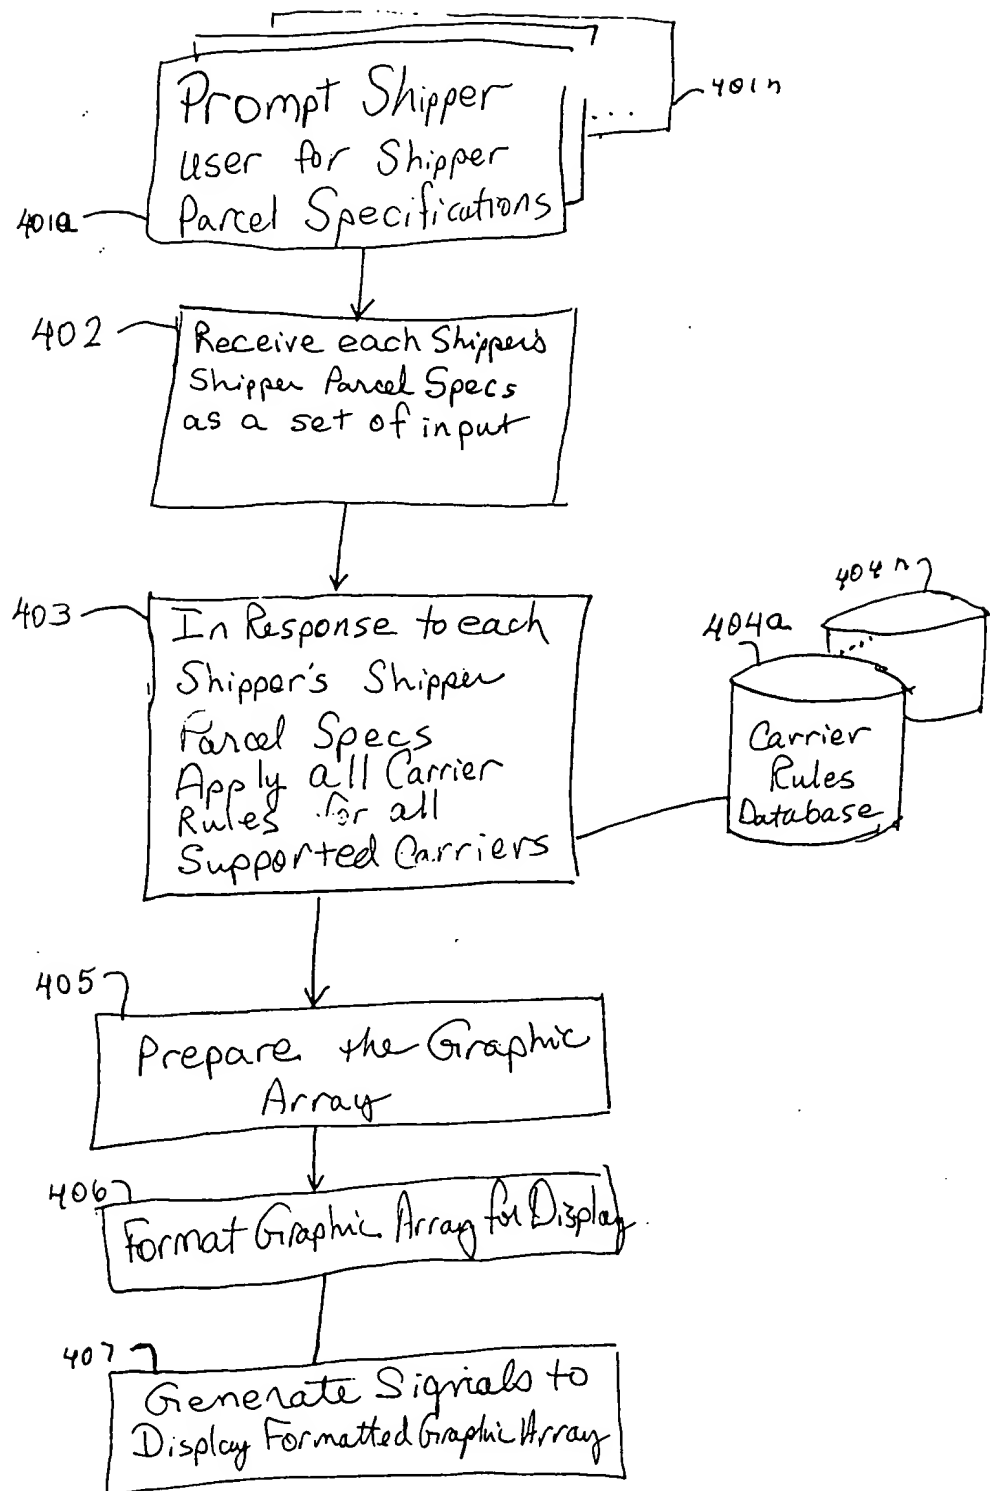 401n
...
Prompt Shipper
user for Shipper
Parcel Specifications
401a
402
Receive each Shipper's
Shipper Parcel Specs
as a set of input
403
In Response to each
Shipper's Shipper
Parcel Specs
Apply all Carrier
Rules for all
Supported Carriers
404n
404a
Carrier
Rules
Database
405
Prepare the Graphic
Array
406
Format Graphic Array for Display
407
Generate Signals to
Display Formatted Graphic Array